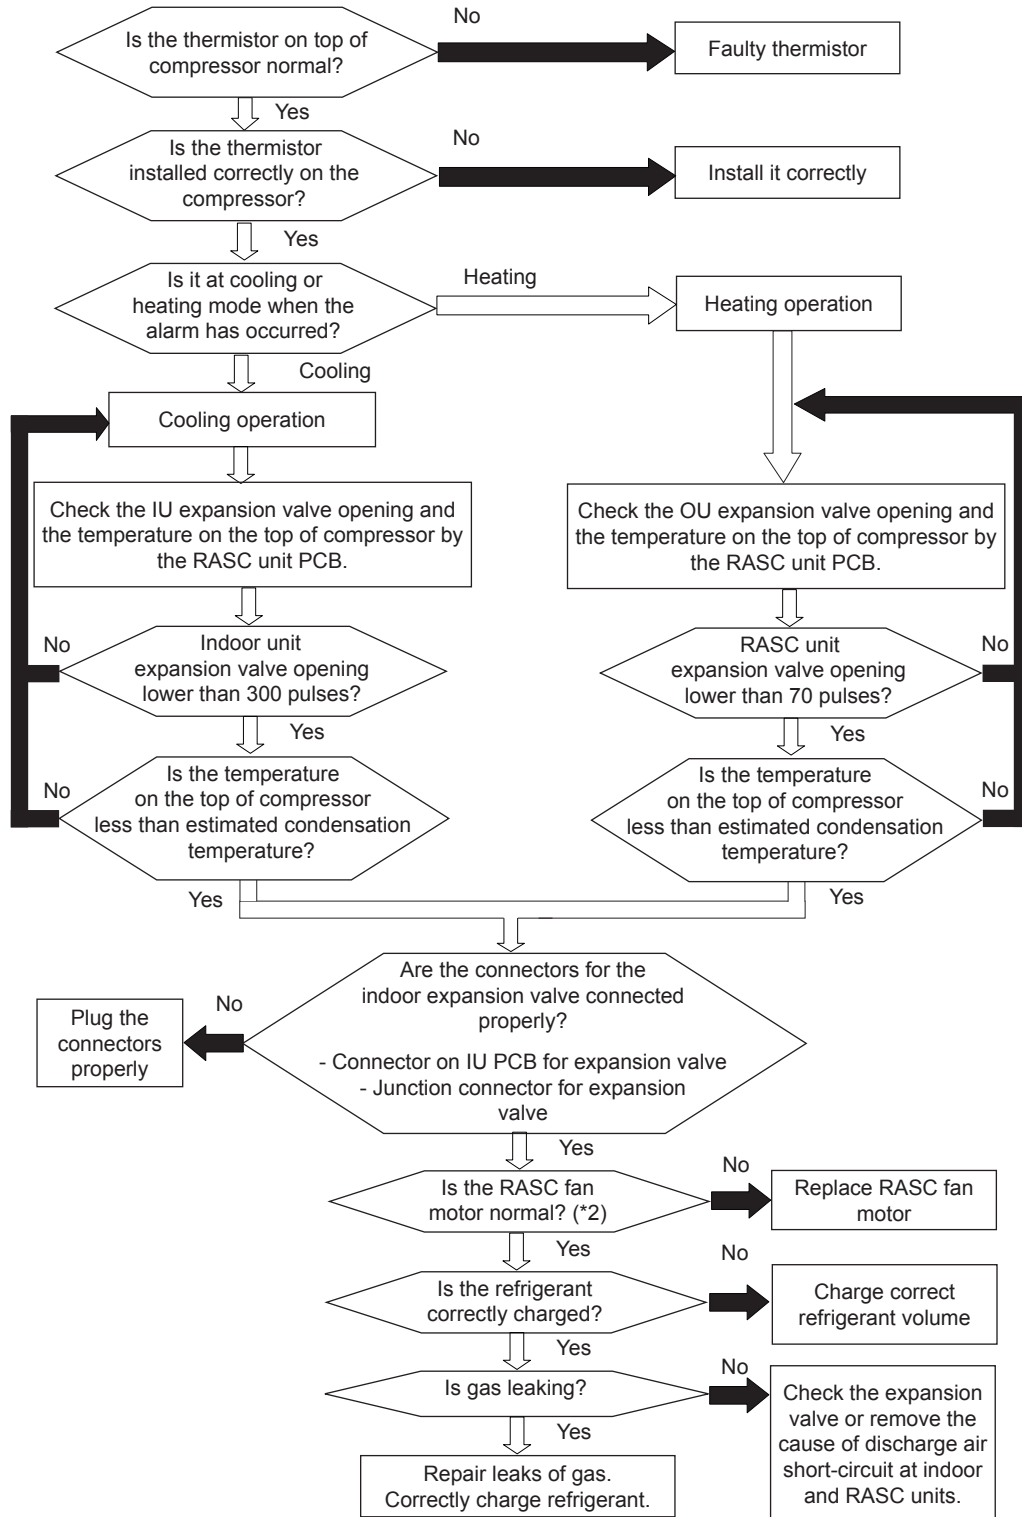 No
Is the thermistor on top of
compressor normal?
Faulty thermistor
Yes
Is the thermistor
installed correctly on the
compressor?
No
Install it correctly
Yes
Is it at cooling or
heating mode when the
alarm has occurred?
Heating
Heating operation
Cooling
Cooling operation
Check the IU expansion valve opening and
the temperature on the top of compressor by
the RASC unit PCB.
Check the OU expansion valve opening and
the temperature on the top of compressor by
the RASC unit PCB.
No
Indoor unit
expansion valve opening
lower than 300 pulses?
RASC unit
expansion valve opening
lower than 70 pulses?
No
Yes
Yes
No
Is the temperature
on the top of compressor
less than estimated condensation
temperature?
Is the temperature
on the top of compressor
less than estimated condensation
temperature?
No
Yes
Yes
Are the connectors for the
indoor expansion valve connected
properly?
- Connector on IU PCB for expansion valve
- Junction connector for expansion
valve
No
Plug the
connectors
properly
Yes
Is the RASC fan
motor normal? (*2)
No
Replace RASC fan
motor
Yes
Is the refrigerant
correctly charged?
No
Charge correct
refrigerant volume
Yes
Is gas leaking?
No
Check the expansion
valve or remove the
cause of discharge air
short-circuit at indoor
and RASC units.
Yes
Repair leaks of gas.
Correctly charge refrigerant.